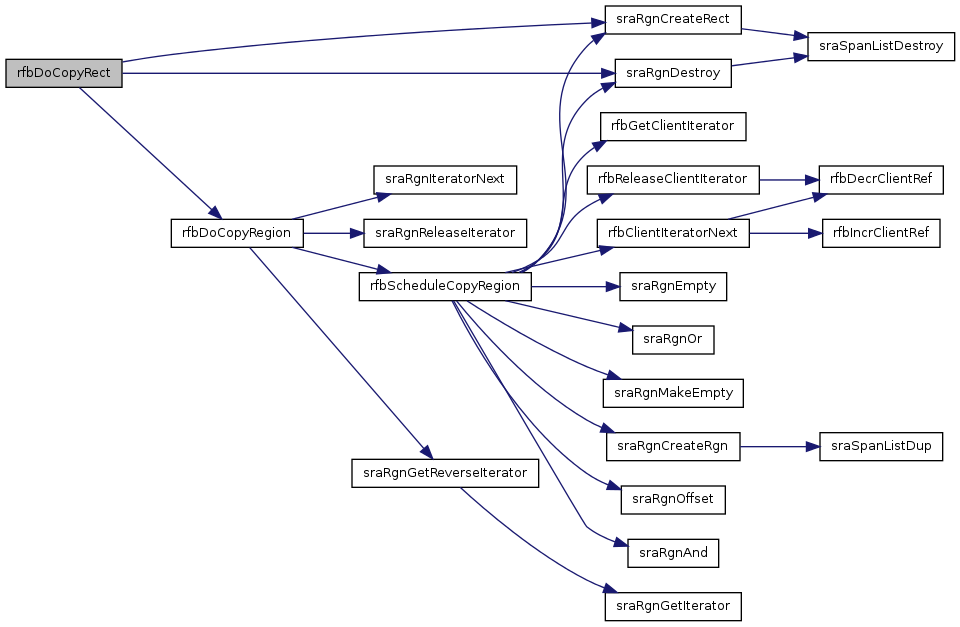 rfbDoCopyRect
sraRgnCreateRect
sraSpanListDestroy
sraRgnDestroy
rfbGetClientIterator
sraRgnIteratorNext
rfbReleaseClientIterator
rfbDecrClientRef
rfbDoCopyRegion
sraRgnReleaseIterator
rfbClientIteratorNext
rfbIncrClientRef
rfbScheduleCopyRegion
sraRgnEmpty
sraRgnOr
sraRgnMakeEmpty
sraRgnCreateRgn
sraSpanListDup
sraRgnGetReverseIterator
sraRgnOffset
sraRgnAnd
sraRgnGetIterator